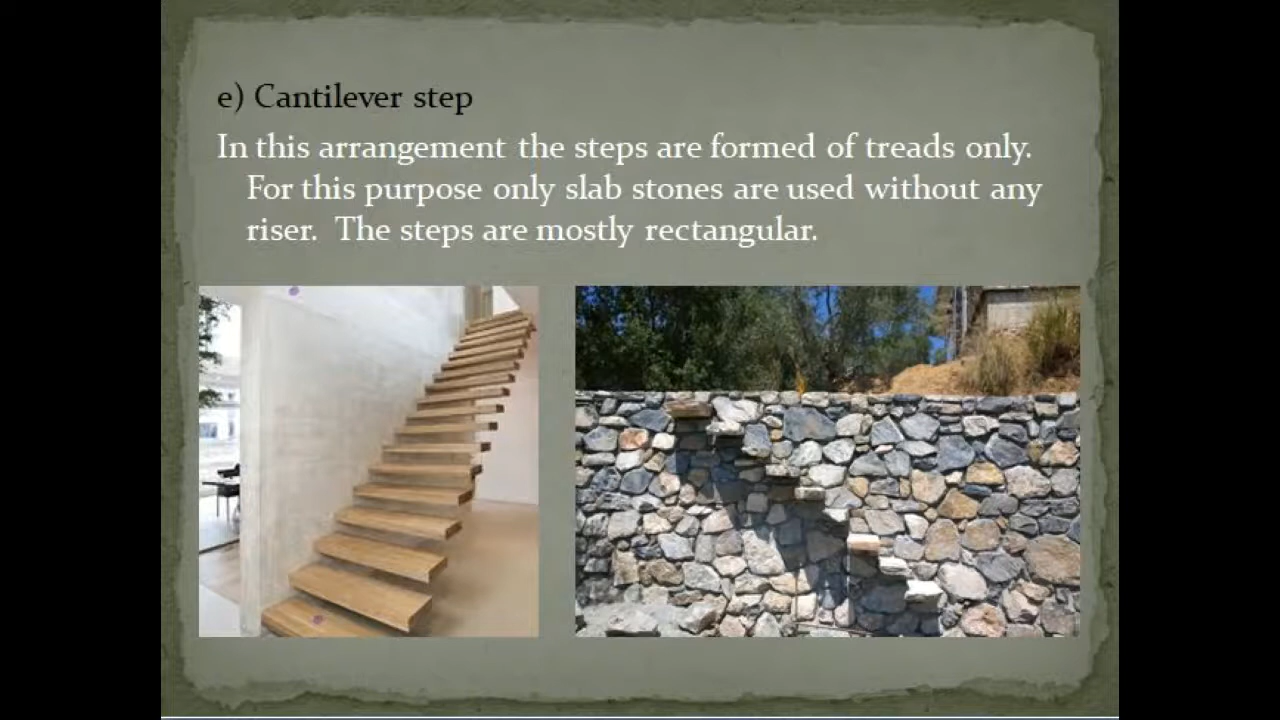 e) Cantilever step
In this arrangement the steps are formed of treads only.
For this purpose only slab stones are used without any
riser. The steps are mostly rectangular.